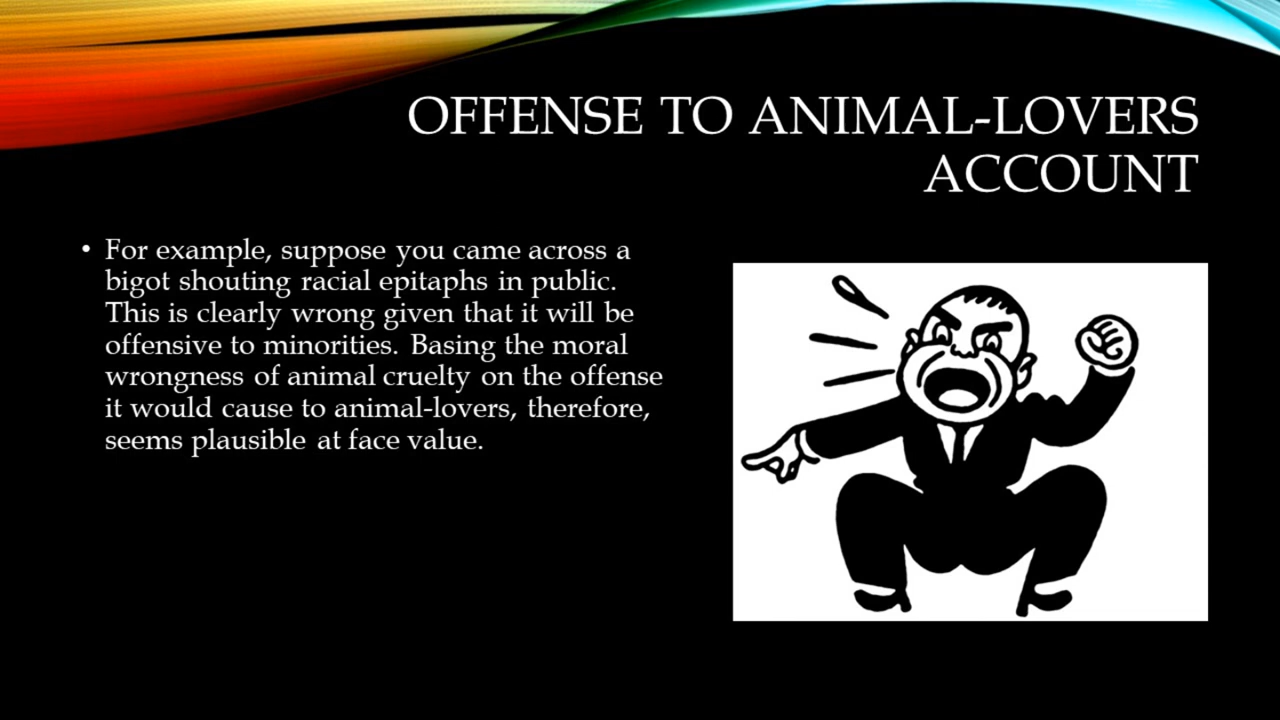 OFFENSE TO ANIMAL-LOVERS
ACCOUNT
• For example, suppose you came across a
bigot shouting racial epitaphs in public.
This is clearly wrong given that it will be
offensive to minorities. Basing the moral
wrongness of animal cruelty on the offense
it would cause to animal-lovers, therefore,
seems plausible at face value.